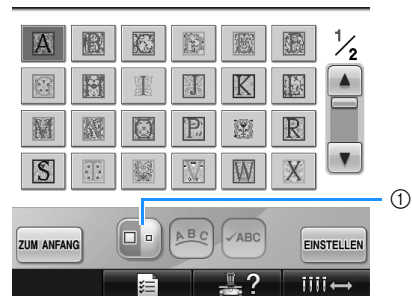 A B C D E F 1/2
G H I J K L
M N O P Q R
S T U V W X
①
ZUM ANFANG ABC ✓ABC EINSTELLEN
?